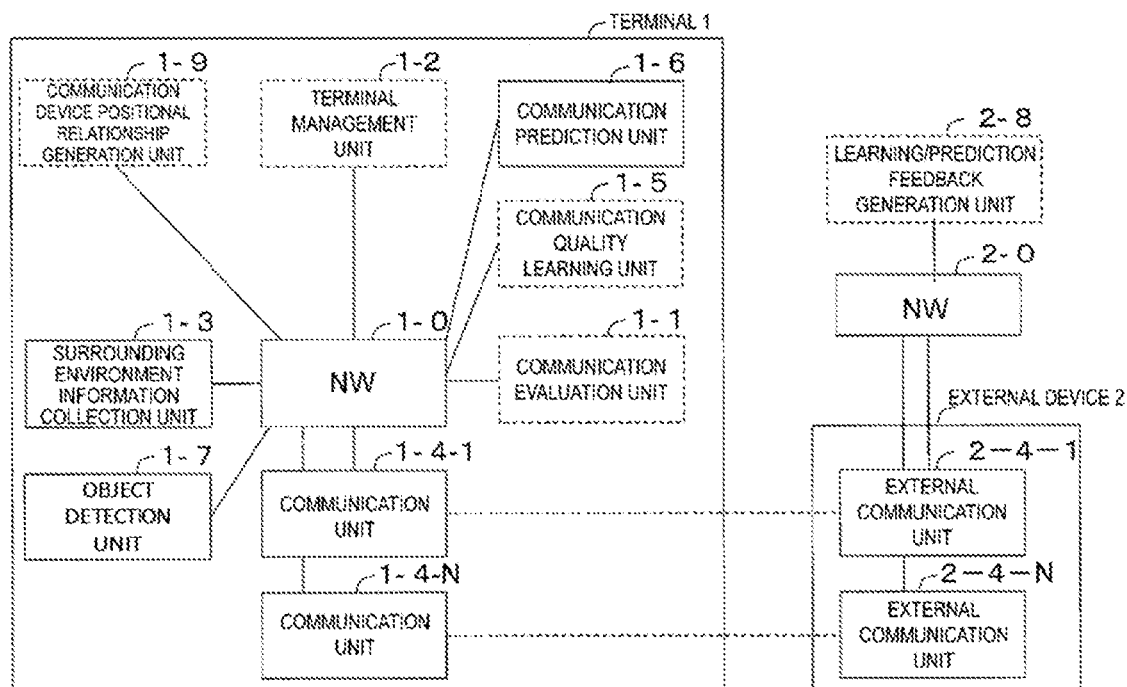 TERMINAL 1
1-9
COMMUNICATION
DEVICE POSITIONAL
RELATIONSHIP
GENERATION UNIT
1-2
TERMINAL
MANAGEMENT
UNIT
1-6
COMMUNICATION
PREDICTION UNIT
2-8
LEARNING/PREDICTION
FEEDBACK
GENERATION UNIT
1-5
COMMUNICATION
QUALITY
LEARNING UNIT
2-0
NW
1-3
SURROUNDING
ENVIRONMENT
INFORMATION
COLLECTION UNIT
1-0
NW
1-1
COMMUNICATION
EVALUATION UNIT
EXTERNAL DEVICE 2
1-7
OBJECT
DETECTION
UNIT
1-4-1
COMMUNICATION
UNIT
2-4-1
EXTERNAL
COMMUNICATION
UNIT
1-4-N
COMMUNICATION
UNIT
2-4-N
EXTERNAL
COMMUNICATION
UNIT